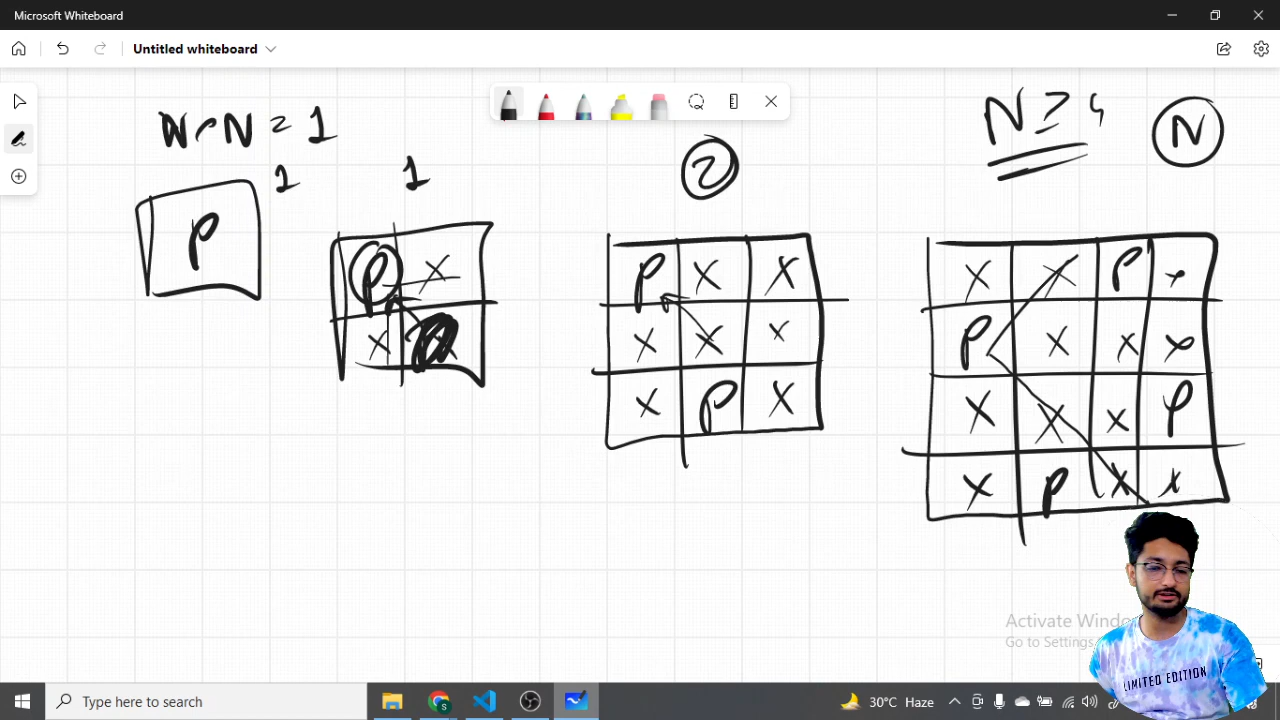 Microsoft Whiteboard
Untitled whiteboard
N = 1
1
P
1
P X
X
2
P X X
X X X
X P X
N ≥ 4
N
X X P X
P X X X
X X X P
X P X X
LIMITED EDITION
Activate Windo
Go to Settings
Type here to search
30°C Haze